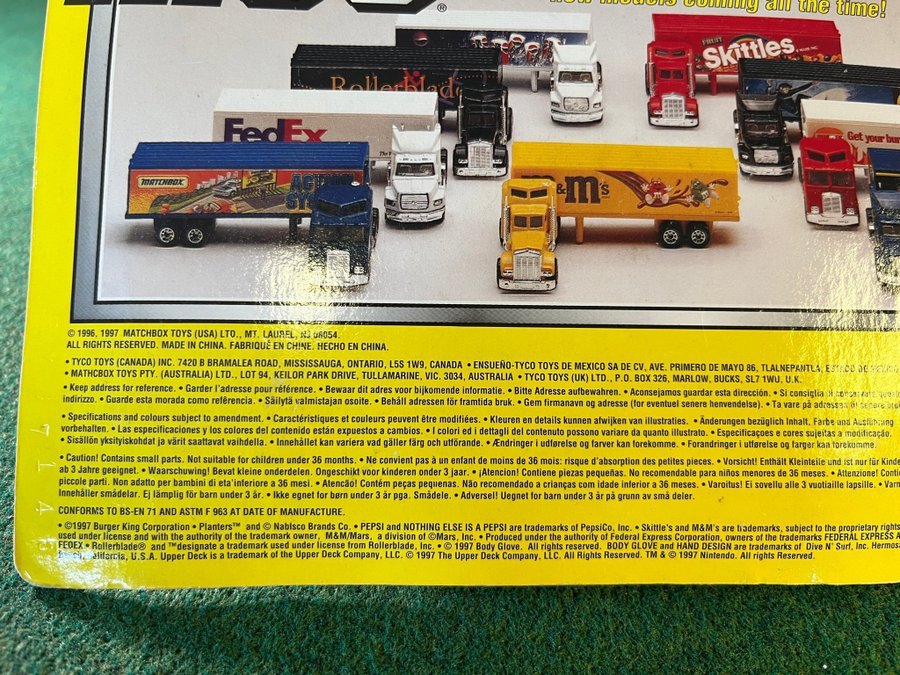 ®
new models coming all the time!
FRUIT
Skittles
Rollerblade
FedEx
MATCHBOX
&m's
Get your bu
© 1996, 1997 MATCHBOX TOYS (USA) LTD., MT. LAUREL, NJ 08054.
ALL RIGHTS RESERVED. MADE IN CHINA. FABRIQUÉ EN CHINE. HECHO EN CHINA.
• TYCO TOYS (CANADA) INC. 7420 B BRAMALEA ROAD, MISSISSAUGA, ONTARIO, L5S 1W9, CANADA • ENSUEÑO-TYCO TOYS DE MEXICO SA DE CV, AVE. PRIMERO DE MAYO 86, TLALNEPANTLA, ESTADO DE
• MATHCBOX TOYS PTY. (AUSTRALIA) LTD., LOT 94, KEILOR PARK DRIVE, TULLAMARINE, VIC. 3034, AUSTRALIA • TYCO TOYS (UK) LTD., P.O. BOX 326, MARLOW, BUCKS, SL7 1WJ, U.K.
• Keep address for reference. • Garder l'adresse pour référence. • Bewaar dit adres voor bijkomende informatie. • Bitte Adresse aufbewahren. • Aconsejamos guardar esta dirección. • Si consiglia di conservare
indirizzo. • Guarde esta morada como referência. • Säilytä valmistajan osoite. • Behåll adressen för framtida bruk. • Gem firmanavn og adresse (for eventuel senere henvendelse). • Ta vare på adressen
• Specifications and colours subject to amendment. • Caractéristiques et couleurs peuvent être modifiées. • Kleuren en details kunnen afwijken van illustraties. • Änderungen bezüglich Inhalt, Farbe und Ausführung
vorbehalten. • Las especificaciones y los colores del contenido están expuestos a cambios. • I colori ed i dettagli del contenuto possono variare da quanto illustrato. • Especificaçoes e cores sujeitas a modificação.
• Sisällön yksityiskohdat ja värit saattavat vaihdella. • Innehållet kan variera vad gäller färg och utförande. • Ændringer i udførelse og farver kan forekomme. • Forandringer i utførelse og farger kan forekomme.
• Caution! Contains small parts. Not suitable for children under 36 months. • Ne convient pas à un enfant de moins de 36 mois: risque d'absorption des petites pieces. • Vorsicht! Enthält Kleinteile und ist nur für Kinde
ab 3 Jahre geeignet. • Waarschuwing! Bevat kleine onderdelen. Ongeschikt voor kinderen onder 3 jaar. • ¡Atencion! Contiene piezas pequeñas. No recomendable para niños menores de 36 meses. • Attenzione! Conti
piccole parti. Non adatto per bambini di eta'inferiore a 36 mesi. • Atencão! Contém peças pequenas. Não recomendado a crianças com idade inferior a 36 meses. • Varoitus! Ei sovellu alle 3 vuotiaille lapsille. • Varn
Innehåller smådelar. Ej lämplig för barn under 3 år. • Ikke egnet for børn under 3 år pga. Smådele. • Adversel! Uegnet for barn under 3 år på grunn av små deler.
CONFORMS TO BS-EN 71 AND ASTM F 963 AT DATE OF MANUFACTURE.
• ©1997 Burger King Corporation • Planters™ and © Nabisco Brands Co. • PEPSI and NOTHING ELSE IS A PEPSI are trademarks of PepsiCo, Inc. • Skittle's and M&M's are trademarks, subject to the proprietary rights
used under license and with the authority of the trademark owner, M&M/Mars, a division of ©Mars, Inc. • Produced under the authority of Federal Express Corporation, owners of the trademarks FEDERAL EXPRESS A
FEDEX • Rollerblade® and ™designate a trademark used under license from Rollerblade, Inc. • © 1997 Body Glove. All rights reserved. BODY GLOVE and HAND DESIGN are trademarks of Dive N' Surf, Inc. Hermosa
U.S.A. Upper Deck is a trademark of The Upper Deck Company, LLC. © 1997 The Upper Deck Company, LLC. All Rights Reserved. TM & © 1997 Nintendo. All Rights Reserved.